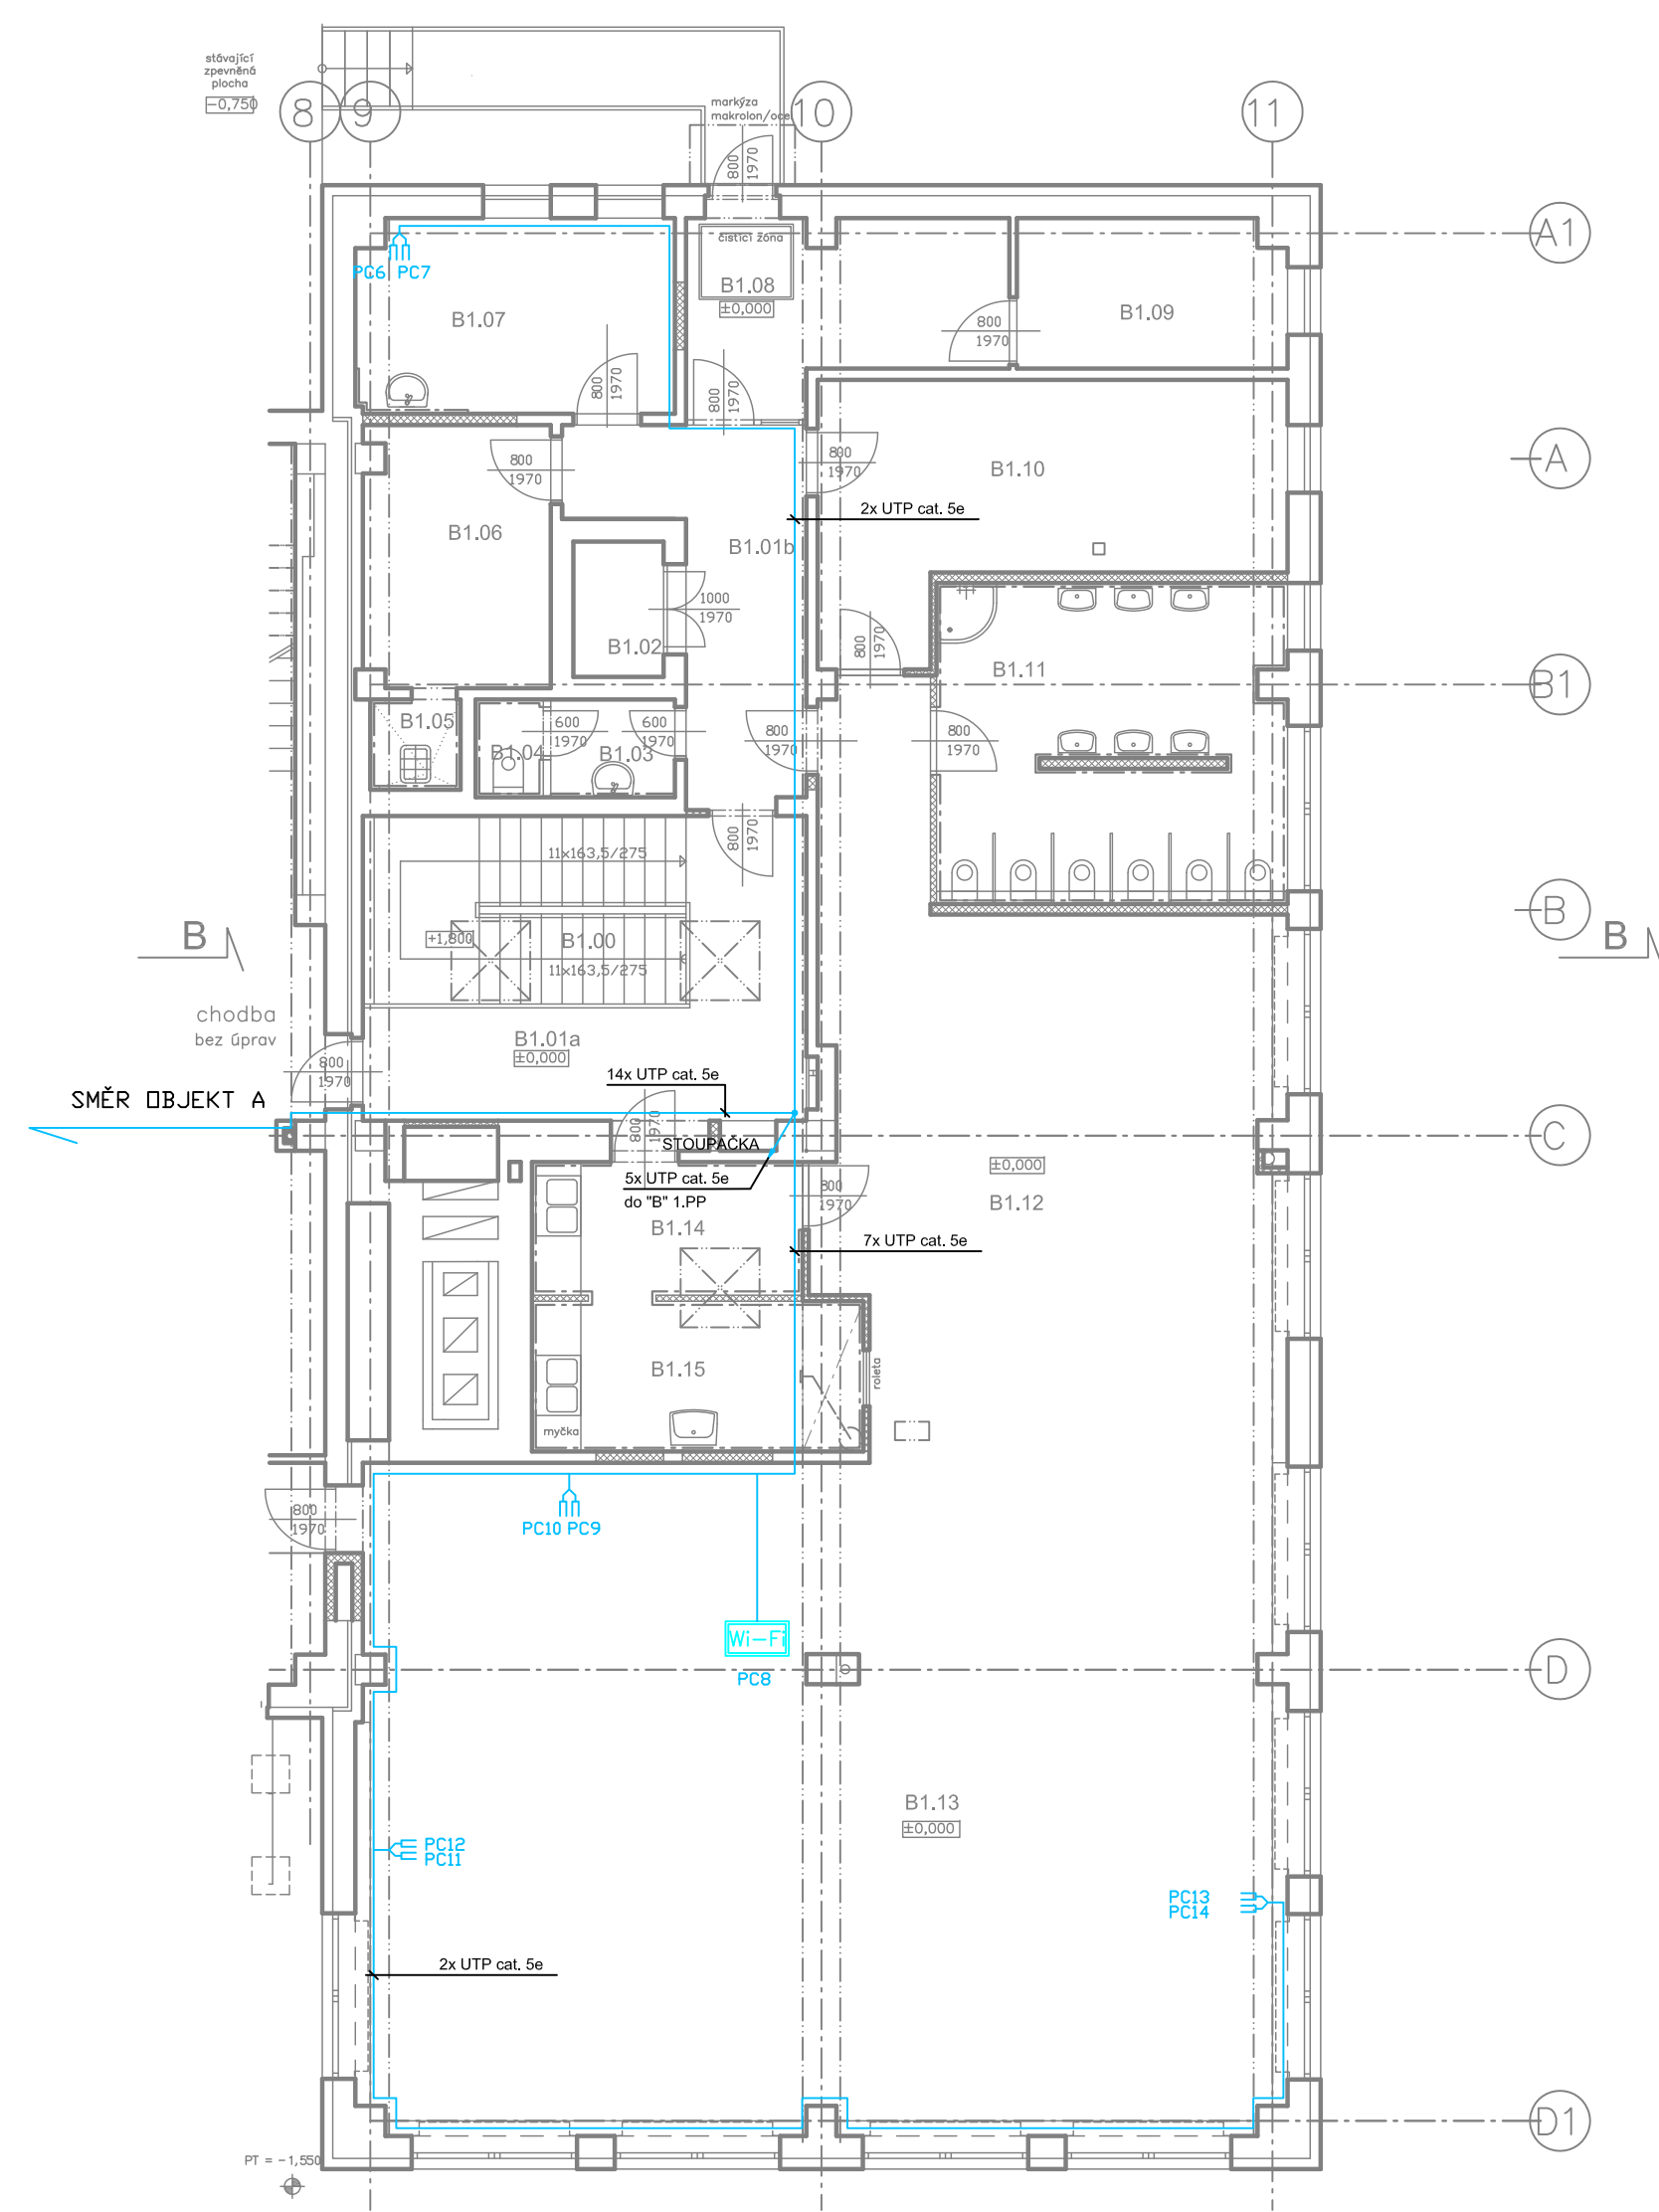 stávající
zpevněná
plocha
-0,750
8
9
10
11
markýza
makrolon/oce
800
1970
A1
čistící zóna
B1.08
±0,000
PC6 PC7
B1.07
B1.09
800
1970
800
1970
800
1970
800
1970
800
1970
A
B1.10
2x UTP cat. 5e
B1.06
B1.01b
1000
1970
B1.02
800
1970
B1.11
B1
B1.05
B1.04
600
1970
B1.03
600
1970
800
1970
800
1970
800
1970
11x163,5/275
+1,800
B1.00
11x163,5/275
B
B
B
chodba
bez úprav
B1.01a
±0,000
800
1970
14x UTP cat. 5e
SMĚR OBJEKT A
800
1970
STOUPAČKA
C
5x UTP cat. 5e
do "B" 1.PP
±0,000
B1.12
800
1970
B1.14
7x UTP cat. 5e
B1.15
roleta
myčka
800
1970
PC10 PC9
Wi-Fi
PC8
D
B1.13
±0,000
PC12
PC11
PC13
PC14
2x UTP cat. 5e
D1
PT = -1,550